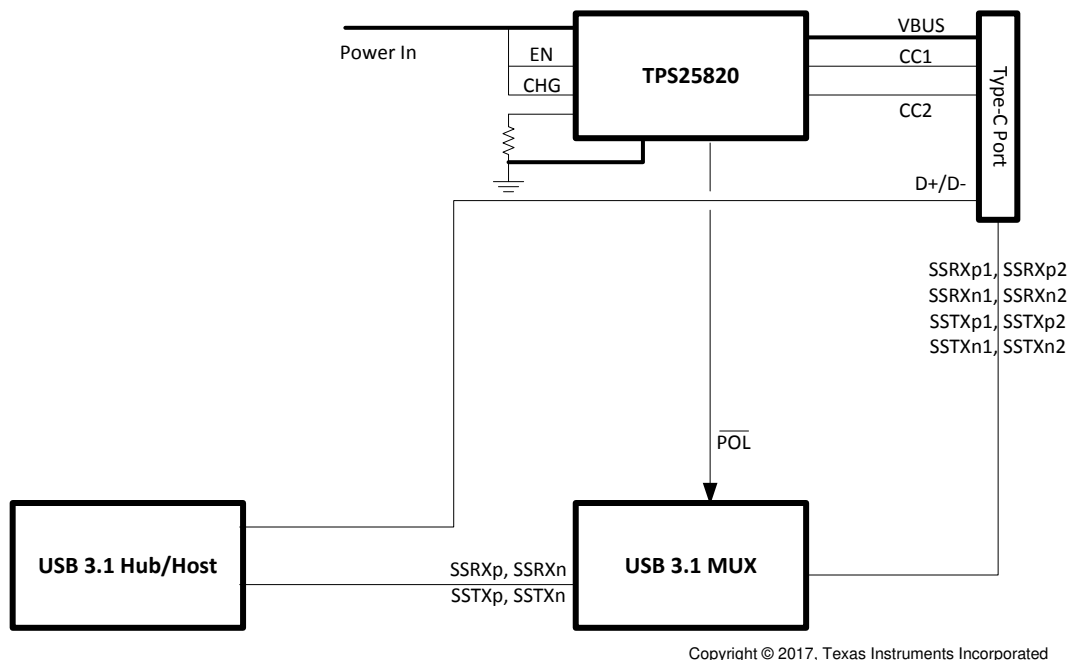 VBUS
Power In
EN
CC1
TPS25820
CHG
CC2
Type-C Port
D+/D-
SSRXp1, SSRXp2
SSRXn1, SSRXn2
SSTXp1, SSTXp2
SSTXn1, SSTXn2
POL
USB 3.1 Hub/Host
SSRXp, SSRXn
SSTXp, SSTXn
USB 3.1 MUX
Copyright © 2017, Texas Instruments Incorporated